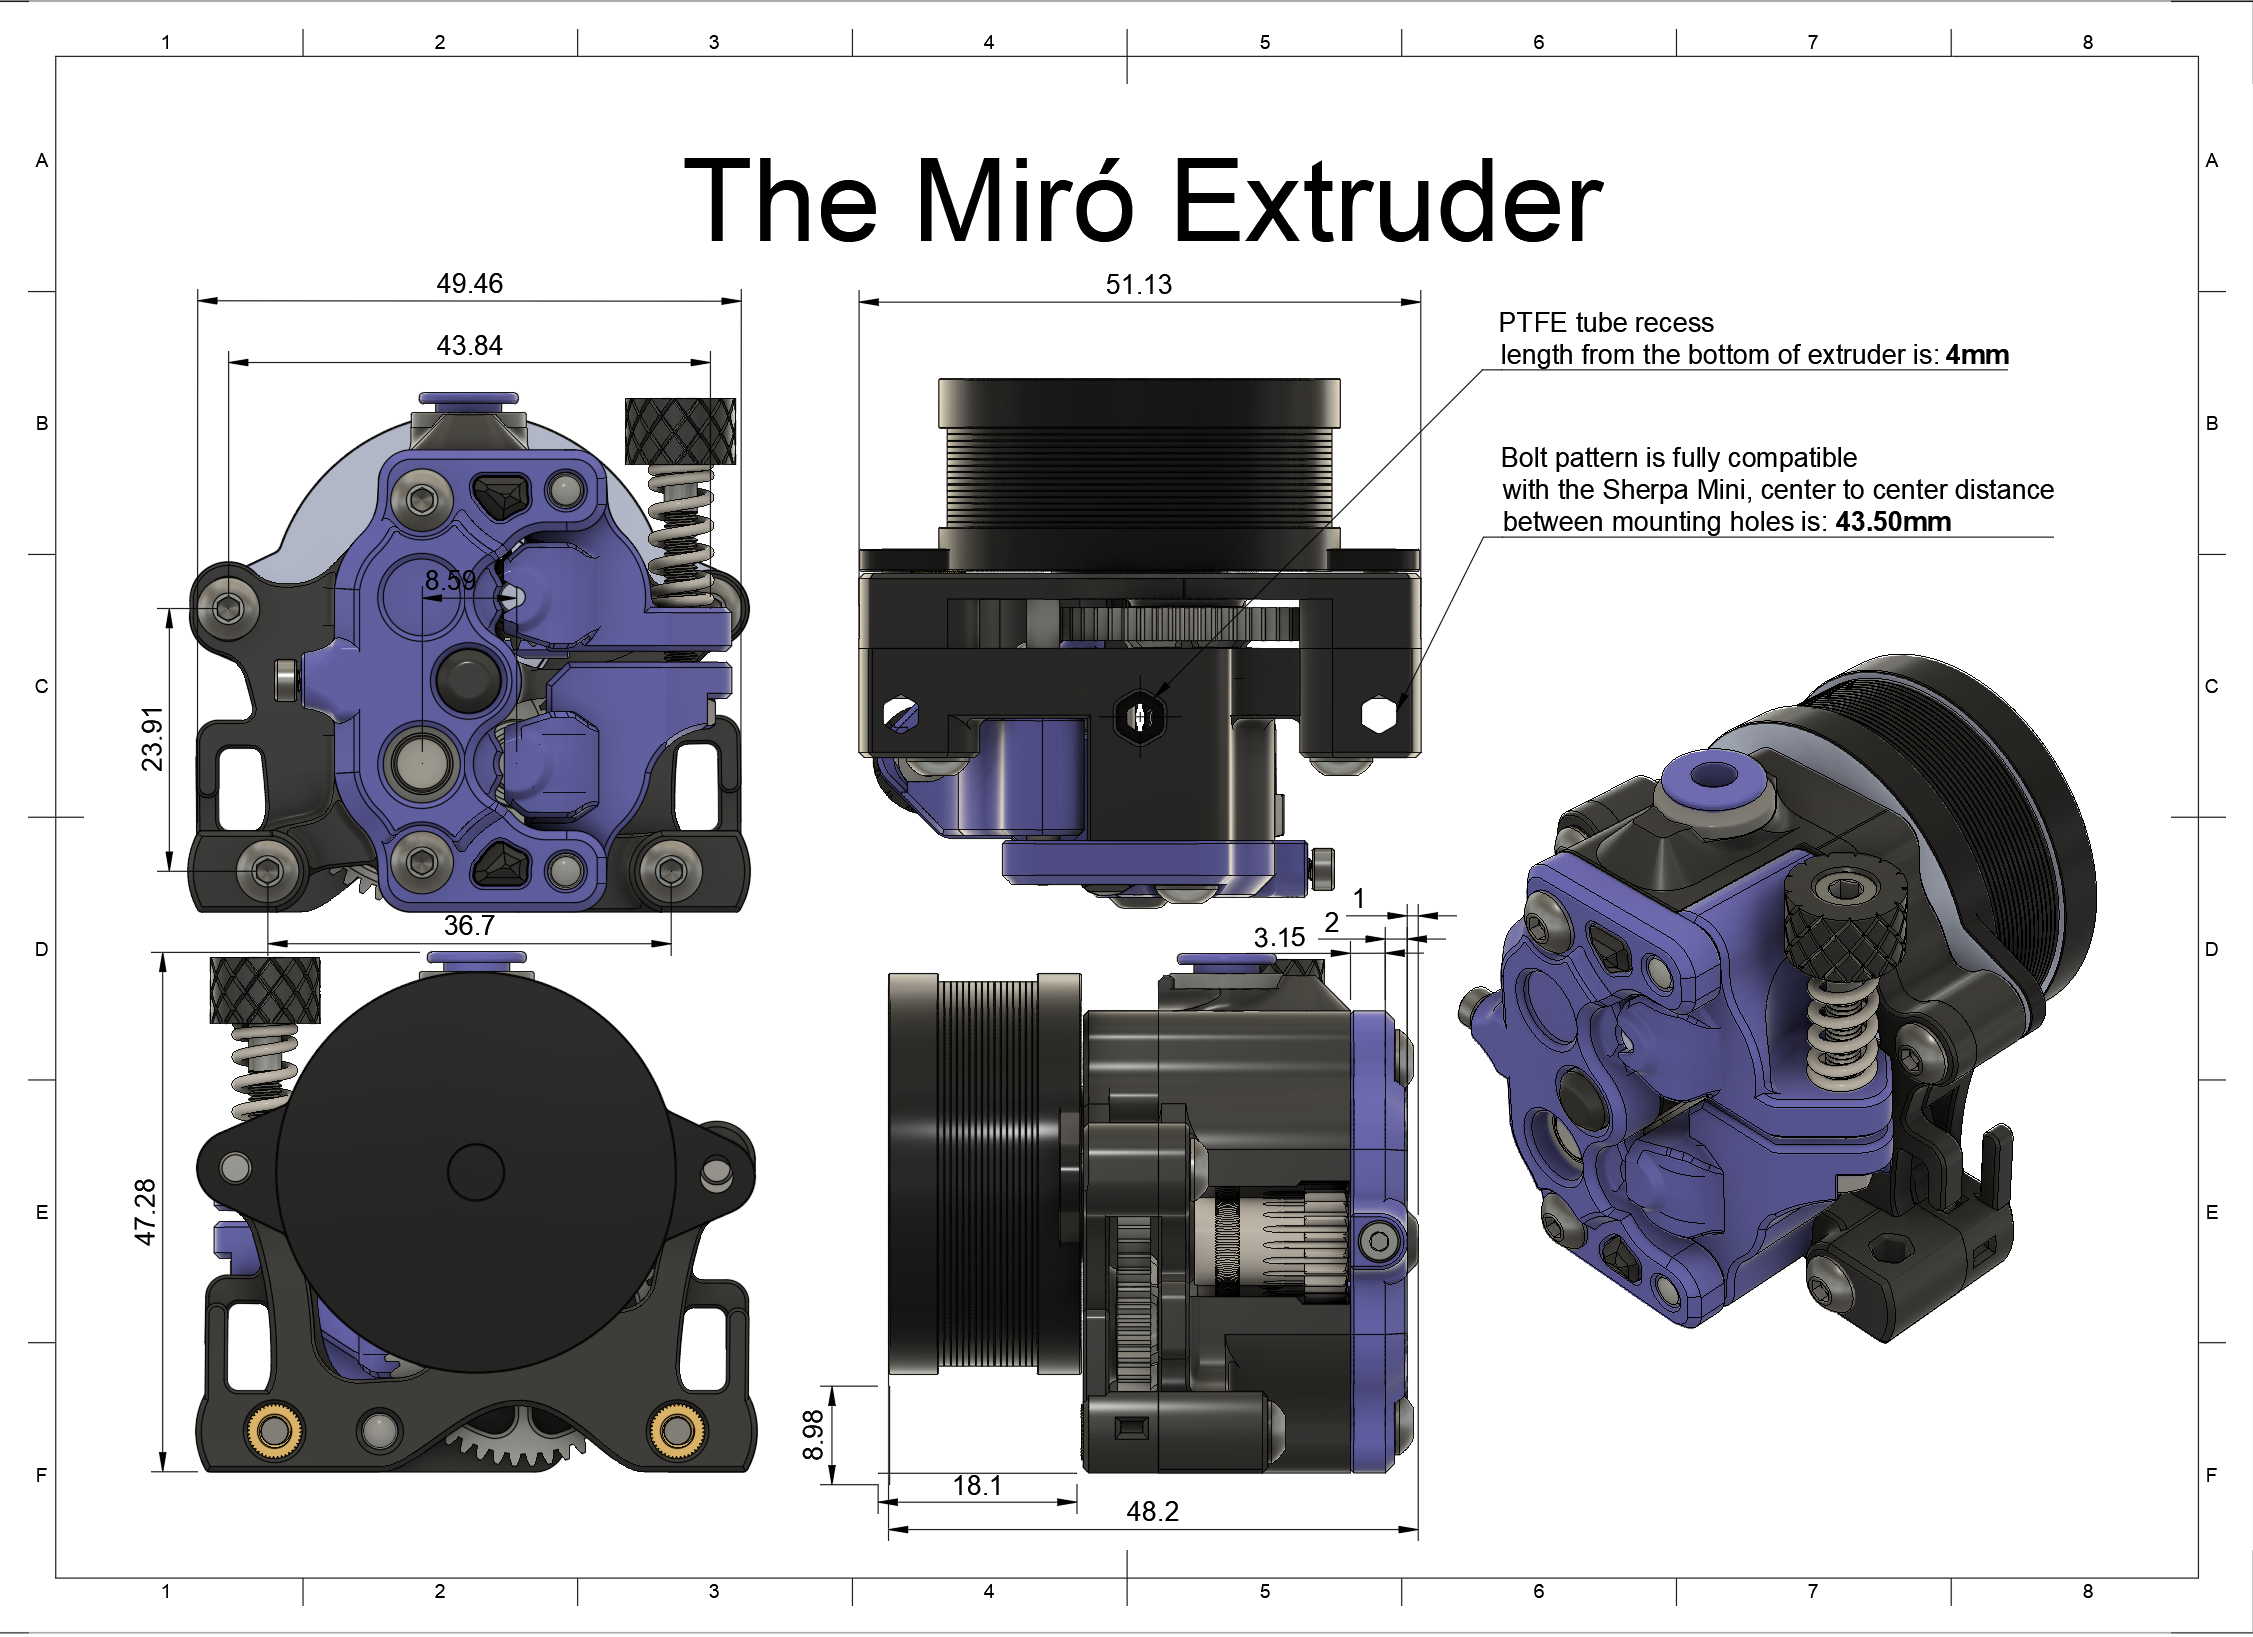 1 2 3 4 5 6 7 8
A A
The Miró Extruder
49.46
51.13
43.84
PTFE tube recess
length from the bottom of extruder is: 4mm
B B
Bolt pattern is fully compatible
with the Sherpa Mini, center to center distance
between mounting holes is: 43.50mm
8.59
C C
23.91
36.7
1
2
3.15
D D
47.28
E E
8.98
F F
18.1
48.2
1 2 3 4 5 6 7 8